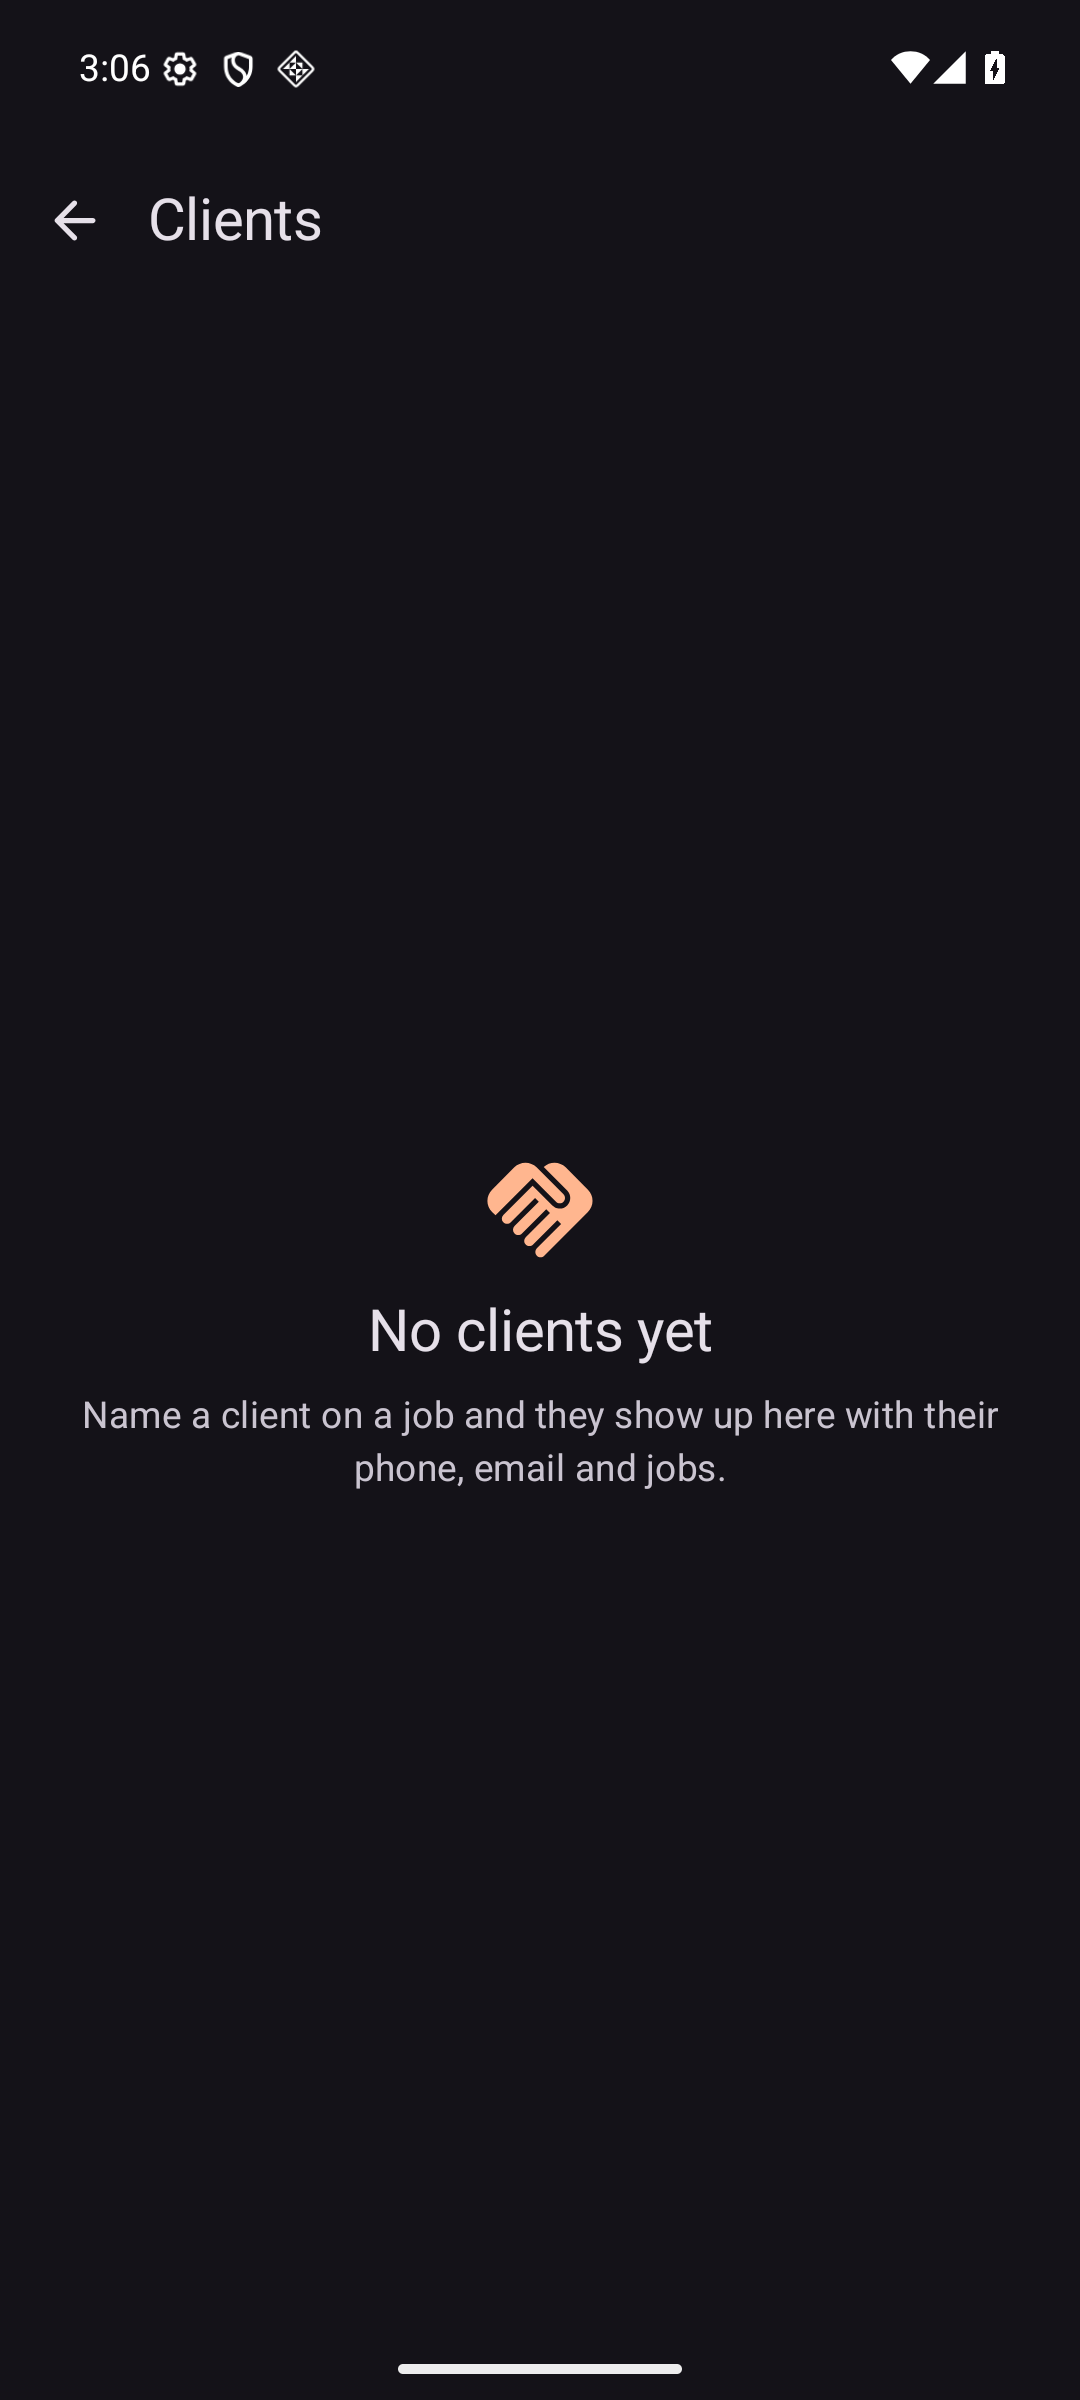 3:06
Clients
No clients yet
Name a client on a job and they show up here with their
phone, email and jobs.